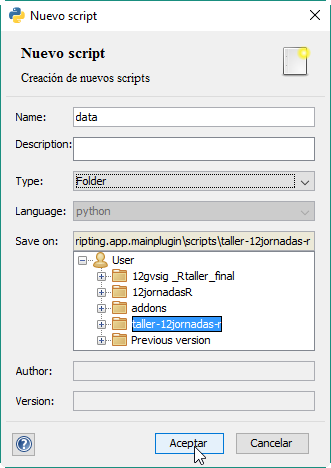 Nuevo script
Nuevo script
Creación de nuevos scripts
Name: data
Description:
Type: Folder
Language: python
Save on: ripting.app.mainplugin\scripts\taller-12jornadas-r
User
12gvsig _Rtaller_final
12jornadasR
addons
taller-12jornadas-r
Previous version
Author:
Version:
Aceptar Cancelar